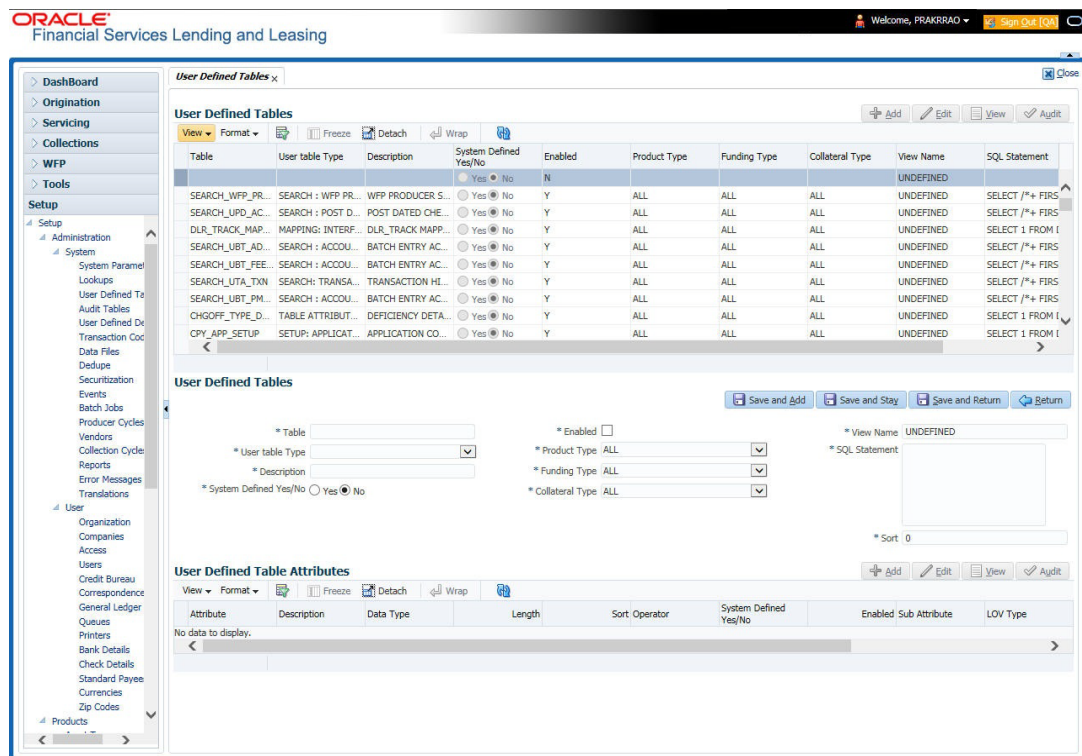 ORACLE
Financial Services Lending and Leasing
Welcome, PRAKRRAO
Sign Out [QA]
DashBoard
Origination
Servicing
Collections
WFP
Tools
Setup
Setup
Administration
System
System Paramet
Lookups
User Defined Ta
Audit Tables
User Defined De
Transaction Cod
Data Files
Dedupe
Securitization
Events
Batch Jobs
Producer Cycles
Vendors
Collection Cycles
Reports
Error Messages
Translations
User
Organization
Companies
Access
Users
Credit Bureau
Correspondence
General Ledger
Queues
Printers
Bank Details
Check Details
Standard Payee
Currencies
Zip Codes
Products
User Defined Tables x
Close
User Defined Tables
Add Edit View Audit
View Format Freeze Detach Wrap
Table User table Type Description System Defined Yes/No Enabled Product Type Funding Type Collateral Type View Name SQL Statement
Yes No N UNDEFINED
SEARCH_WFP_PR... SEARCH : WFP PR... WFP PRODUCER S... Yes No Y ALL ALL ALL UNDEFINED SELECT /*+ FIRS
SEARCH_UPD_AC... SEARCH : POST D... POST DATED CHE... Yes No Y ALL ALL ALL UNDEFINED SELECT /*+ FIRS
DLR_TRACK_MAP... MAPPING: INTERF... DLR_TRACK MAPP... Yes No Y ALL ALL ALL UNDEFINED SELECT 1 FROM D
SEARCH_UBT_AD... SEARCH : ACCOU... BATCH ENTRY AC... Yes No Y ALL ALL ALL UNDEFINED SELECT /*+ FIRS
SEARCH_UBT_FEE... SEARCH : ACCOU... BATCH ENTRY AC... Yes No Y ALL ALL ALL UNDEFINED SELECT /*+ FIRS
SEARCH_UTA_TXN SEARCH: TRANSA... TRANSACTION HI... Yes No Y ALL ALL ALL UNDEFINED SELECT /*+ FIRS
SEARCH_UBT_PM... SEARCH : ACCOU... BATCH ENTRY AC... Yes No Y ALL ALL ALL UNDEFINED SELECT /*+ FIRS
CHGOFF_TYPE_D... TABLE ATTRIBUT... DEFICIENCY DETA... Yes No Y ALL ALL ALL UNDEFINED SELECT 1 FROM D
CPY_APP_SETUP SETUP: APPLICAT... APPLICATION CO... Yes No Y ALL ALL ALL UNDEFINED SELECT 1 FROM D
User Defined Tables
Save and Add Save and Stay Save and Return Return
* Table
* User table Type
* Description
* System Defined Yes/No Yes No
* Enabled
* Product Type ALL
* Funding Type ALL
* Collateral Type ALL
* View Name UNDEFINED
* SQL Statement
* Sort 0
User Defined Table Attributes
Add Edit View Audit
View Format Freeze Detach Wrap
Attribute Description Data Type Length Sort Operator System Defined Yes/No Enabled Sub Attribute LOV Type
No data to display.